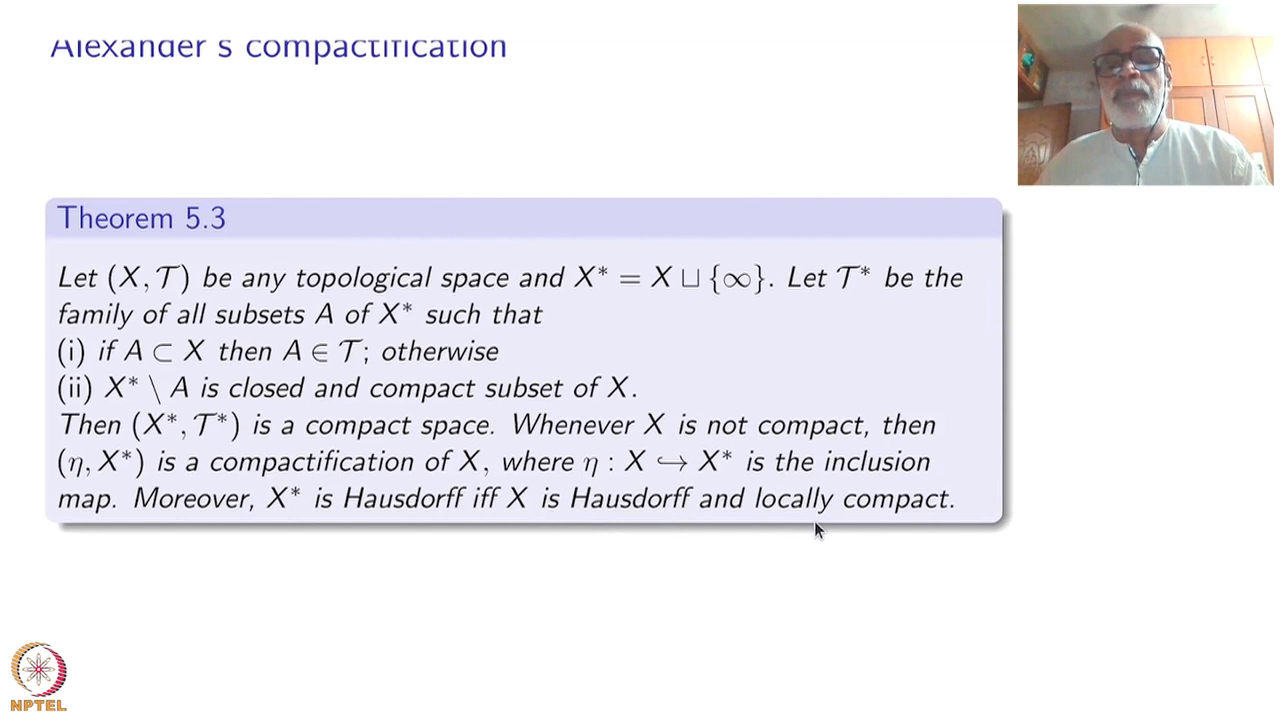 Alexander's compactification
Theorem 5.3
Let (X, 𝒯) be any topological space and X* = X ⊔ {∞}. Let 𝒯* be the
family of all subsets A of X* such that
(i) if A ⊂ X then A ∈ 𝒯; otherwise
(ii) X* \ A is closed and compact subset of X.
Then (X*, 𝒯*) is a compact space. Whenever X is not compact, then
(η, X*) is a compactification of X, where η : X ↪ X* is the inclusion
map. Moreover, X* is Hausdorff iff X is Hausdorff and locally compact.
NPTEL